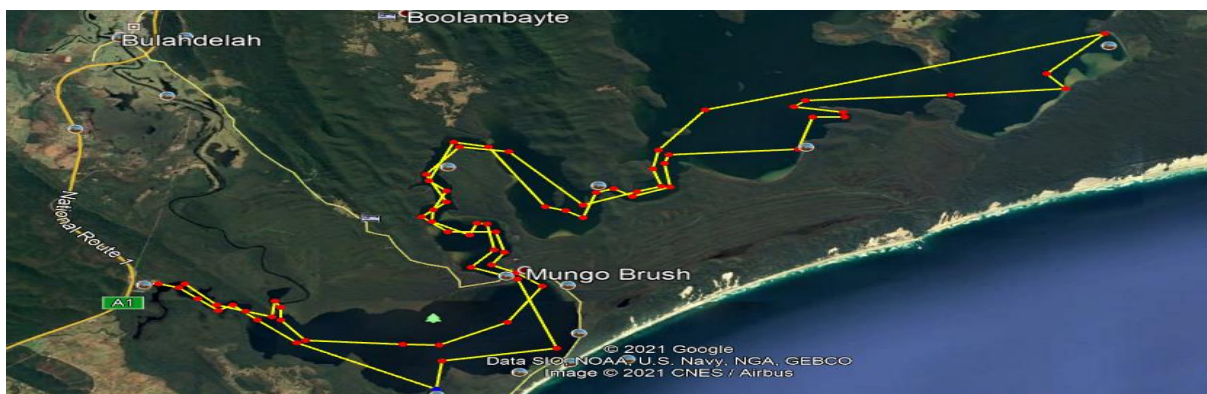 Boolambayte
Bulahdelah
National Route 1
A1
Mungo Brush
© 2021 Google
Data SIO, NOAA, U.S. Navy, NGA, GEBCO
Image © 2021 CNES / Airbus